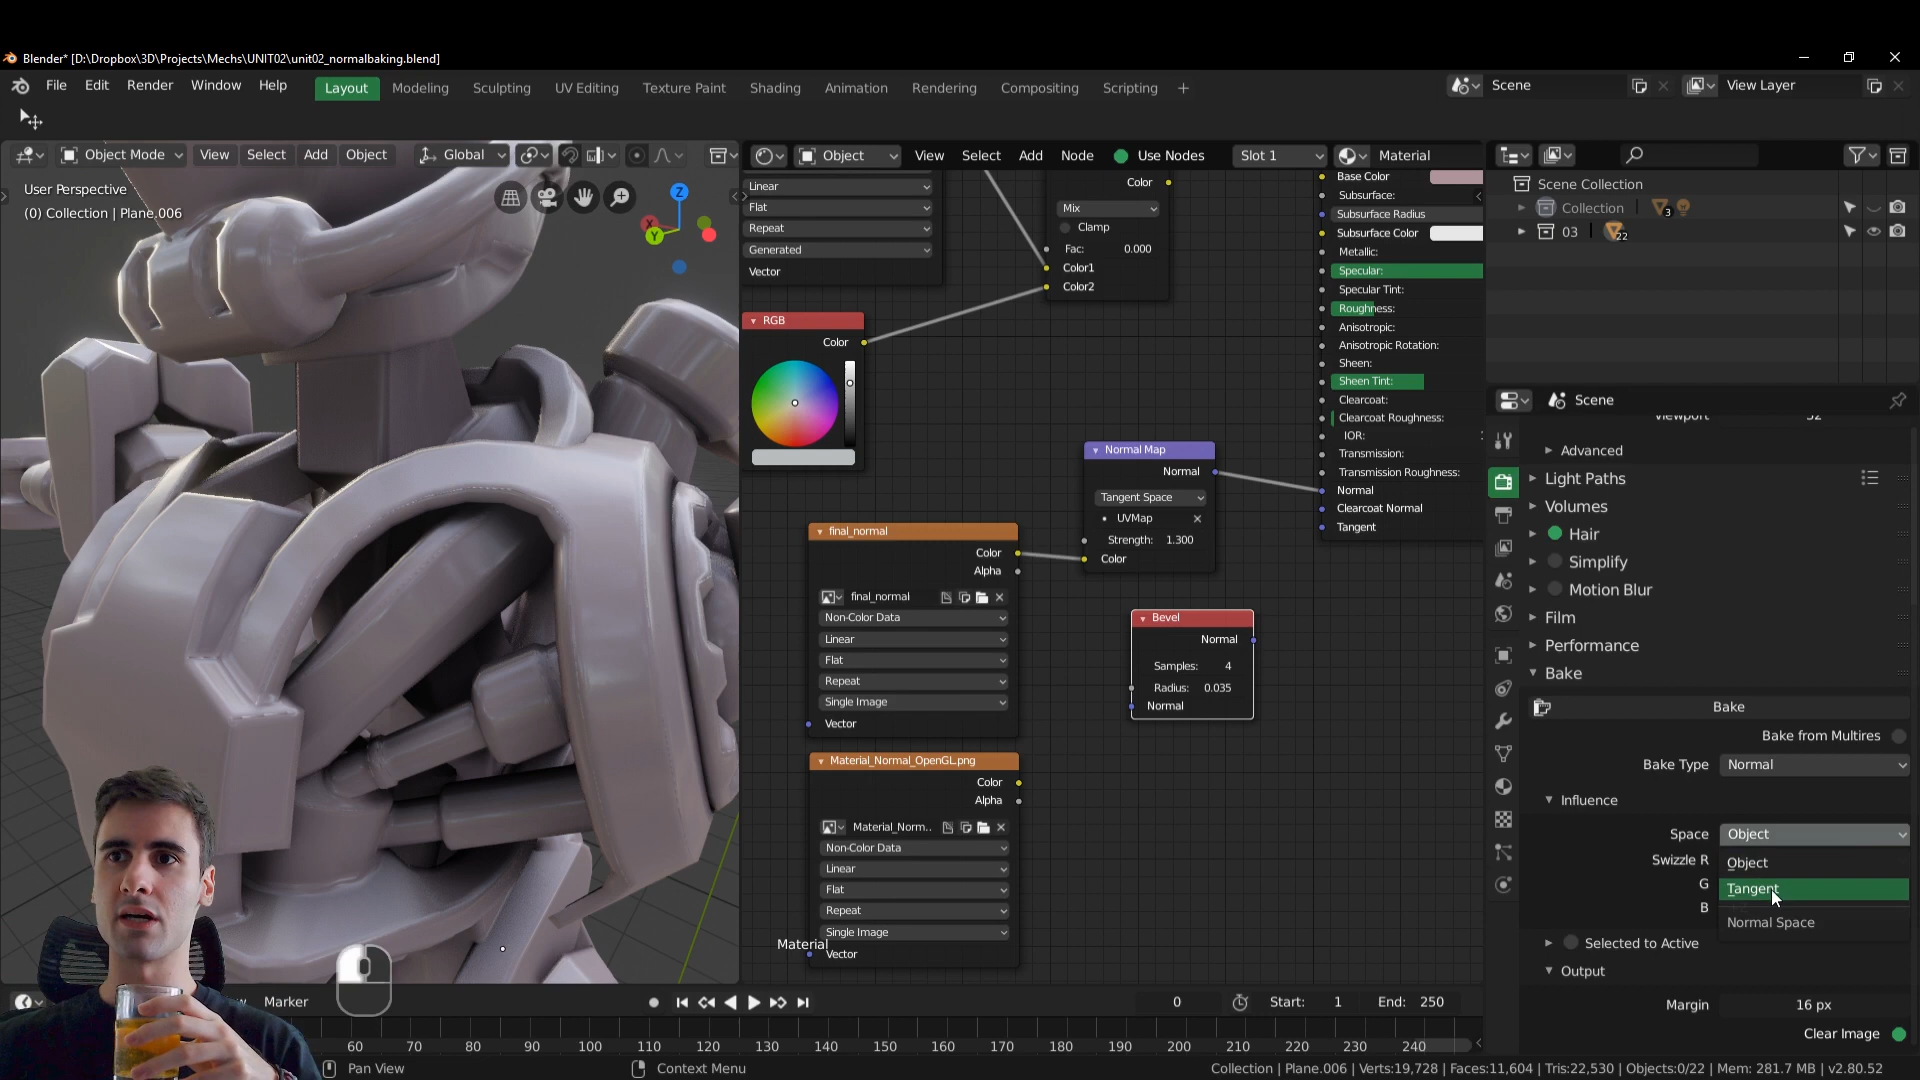 Blender* [D:\Dropbox\3D\Projects\Mechs\UNIT02\unit02_normalbaking.blend]
File Edit Render Window Help Layout Modeling Sculpting UV Editing Texture Paint Shading Animation Rendering Compositing Scripting + Scene View Layer
Object Mode View Select Add Object Global
Object View Select Add Node Use Nodes Slot 1 Material
User Perspective
(0) Collection | Plane.006
Z
X
Y
Linear
Flat
Repeat
Generated
Vector
Color
Mix
Clamp
Fac: 0.000
Color1
Color2
RGB
Color
Normal Map
Normal
Tangent Space
UVMap
Strength: 1.300
Color
final_normal
Color
Alpha
final_normal
Non-Color Data
Linear
Flat
Repeat
Single Image
Vector
Bevel
Normal
Samples: 4
Radius: 0.035
Normal
Material_Normal_OpenGL.png
Color
Alpha
Material_Norm..
Non-Color Data
Linear
Flat
Repeat
Single Image
Vector
Material
Base Color
Subsurface:
Subsurface Radius
Subsurface Color
Metallic:
Specular:
Specular Tint:
Roughness:
Anisotropic:
Anisotropic Rotation:
Sheen:
Sheen Tint:
Clearcoat:
Clearcoat Roughness:
IOR:
Transmission:
Transmission Roughness:
Normal
Clearcoat Normal
Tangent
Scene Collection
Collection 3
03 22
Scene
Viewport 32
Advanced
Light Paths
Volumes
Hair
Simplify
Motion Blur
Film
Performance
Bake
Bake
Bake from Multires
Bake Type Normal
Influence
Space Object
Swizzle R Object
G Tangent
B
Normal Space
Selected to Active
Output
Margin 16 px
Clear Image
Marker 0 Start: 1 End: 250
60 80 90 100 110 120 130 140 150 160 170 180 190 200 210 220 230 240
Pan View Context Menu Collection | Plane.006 | Verts:19,728 | Faces:11,604 | Tris:22,530 | Objects:0/22 | Mem: 281.7 MB | v2.80.52